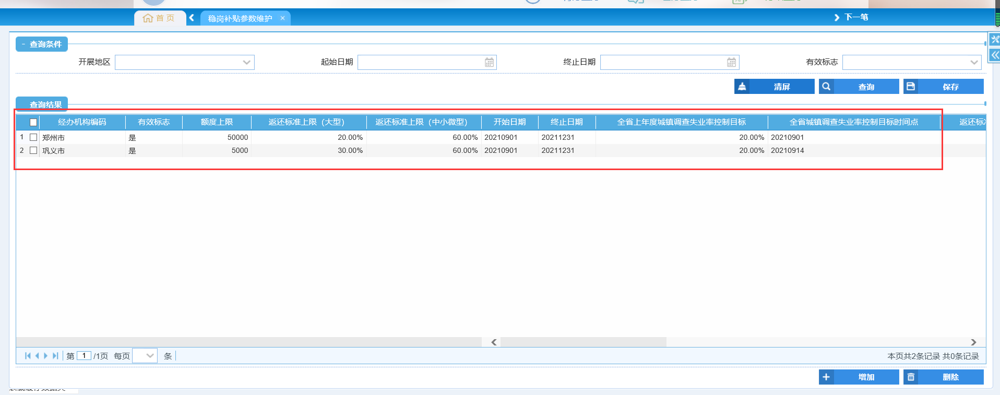 首 页
稳岗补贴参数维护
下一笔
查询条件
开展地区
起始日期
终止日期
有效标志
清屏
查询
保存
查询结果
经办机构编码 有效标志 额度上限 返还标准上限（大型） 返还标准上限（中小微型） 开始日期 终止日期 全省上年度城镇调查失业率控制目标 全省城镇调查失业率控制目标时间点 返还标
1 郑州市 是 50000 20.00% 60.00% 20210901 20211231 20.00% 20210901
2 巩义市 是 5000 30.00% 60.00% 20210901 20211231 20.00% 20210914
第 1 /1页 每页 条
本页共2条记录 共0条记录
增加
删除